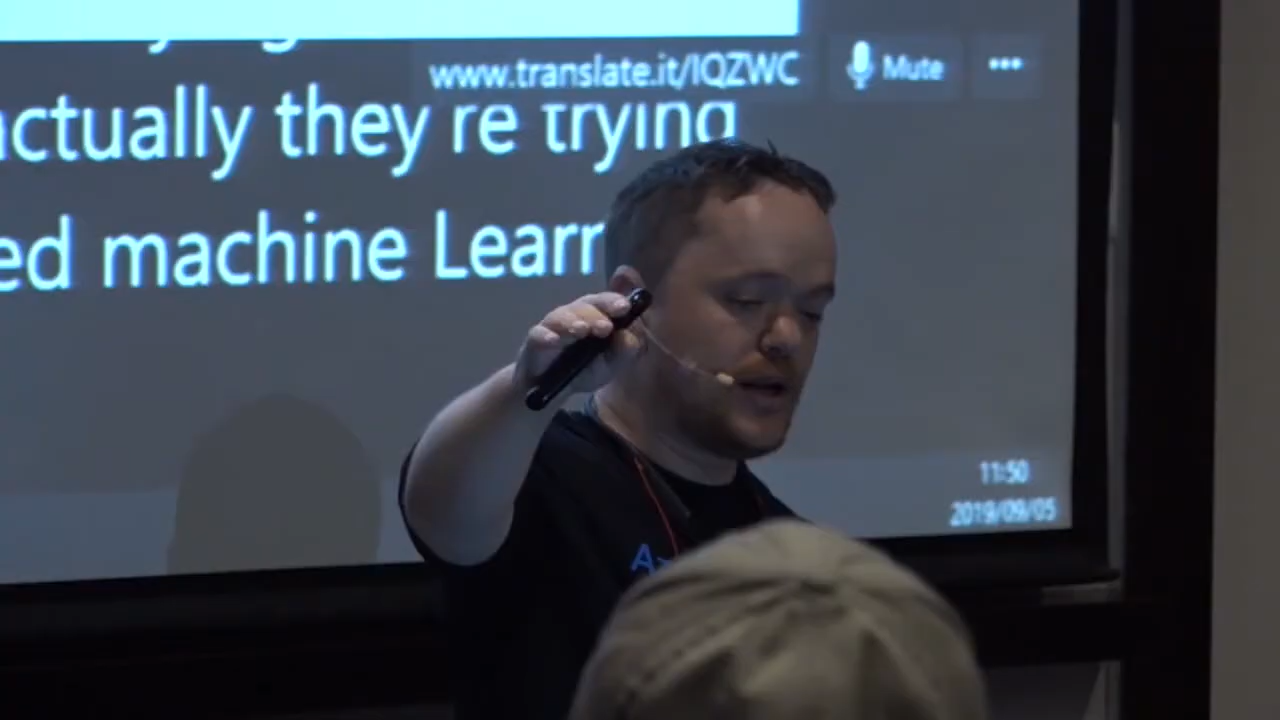 www.translate.it/IQZWC
Mute
actually they're trying
ed machine Learn
11:50
2019/09/05